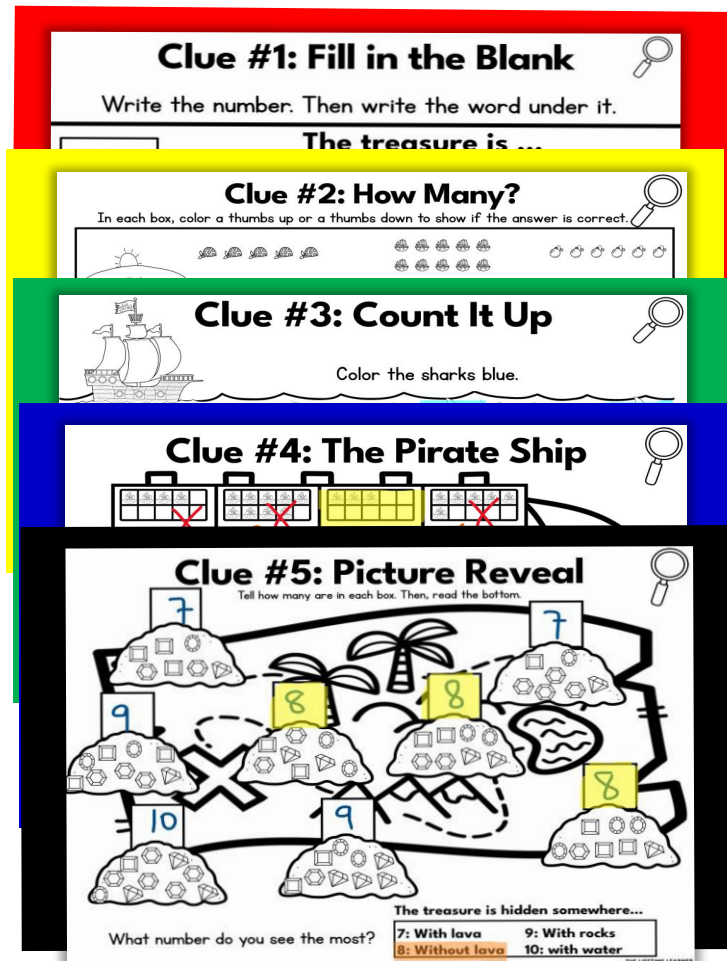 Clue #1: Fill in the Blank
Write the number. Then write the word under it.
The treasure is ...
Clue #2: How Many?
In each box, color a thumbs up or a thumbs down to show if the answer is correct.
Clue #3: Count It Up
Color the sharks blue.
Clue #4: The Pirate Ship
Clue #5: Picture Reveal
Tell how many are in each box. Then, read the bottom.
7
7
8
8
9
8
10
9
The treasure is hidden somewhere...
7: With lava 9: With rocks
8: Without lava 10: with water
What number do you see the most?